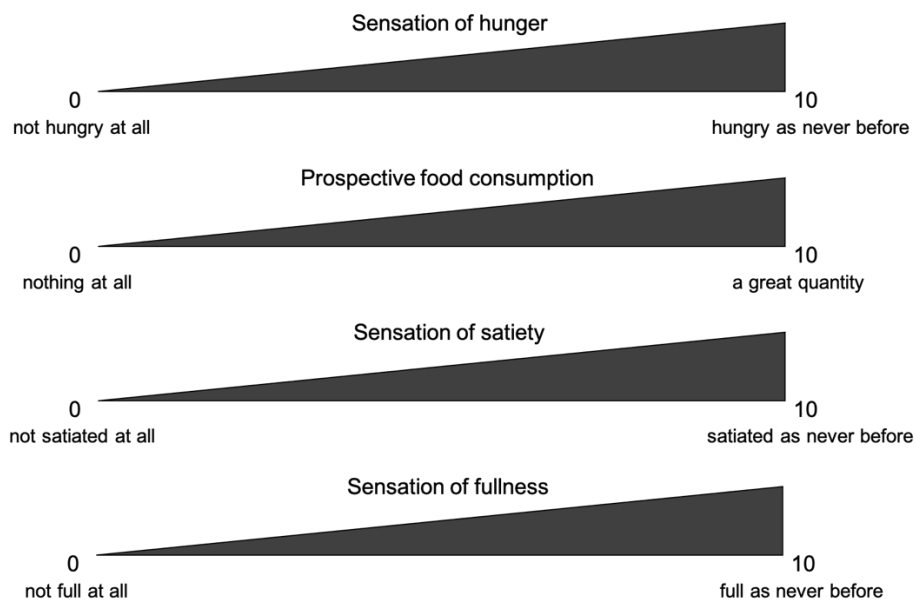 Sensation of hunger
0 10
not hungry at all hungry as never before
Prospective food consumption
0 10
nothing at all a great quantity
Sensation of satiety
0 10
not satiated at all satiated as never before
Sensation of fullness
0 10
not full at all full as never before